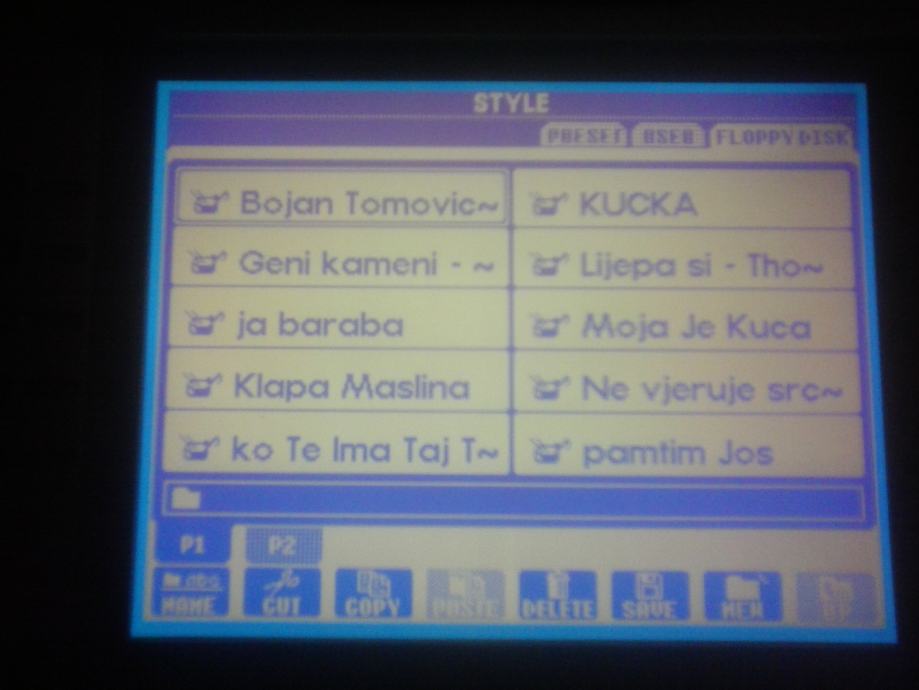 STYLE
PRESET USER FLOPPY DISK
Bojan Tomovic~ KUCKA
Geni kameni - ~ Lijepa si - Tho~
ja baraba Moja Je Kuca
Klapa Maslina Ne vjeruje src~
ko Te Ima Taj T~ pamtim Jos
P1 P2
abc
NAME CUT COPY PASTE DELETE SAVE NEW UP